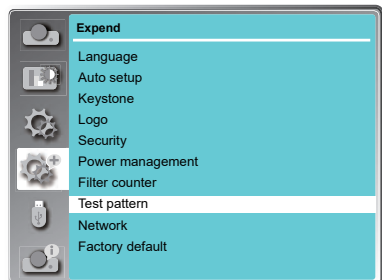 Expend
Language
Auto setup
Keystone
Logo
Security
Power management
Filter counter
Test pattern
Network
Factory default